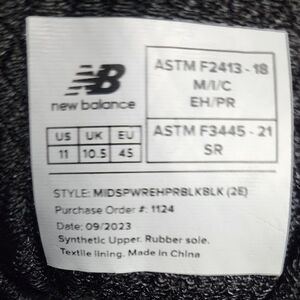 NB
new balance
US UK EU
11 10.5 45
ASTM F2413 - 18
M/I/C
EH/PR
ASTM F3445 - 21
SR
STYLE: MIDSPWREHPRBLKBLK (2E)
Purchase Order #: 1124
Date: 09/2023
Synthetic Upper. Rubber sole.
Textile lining. Made in China